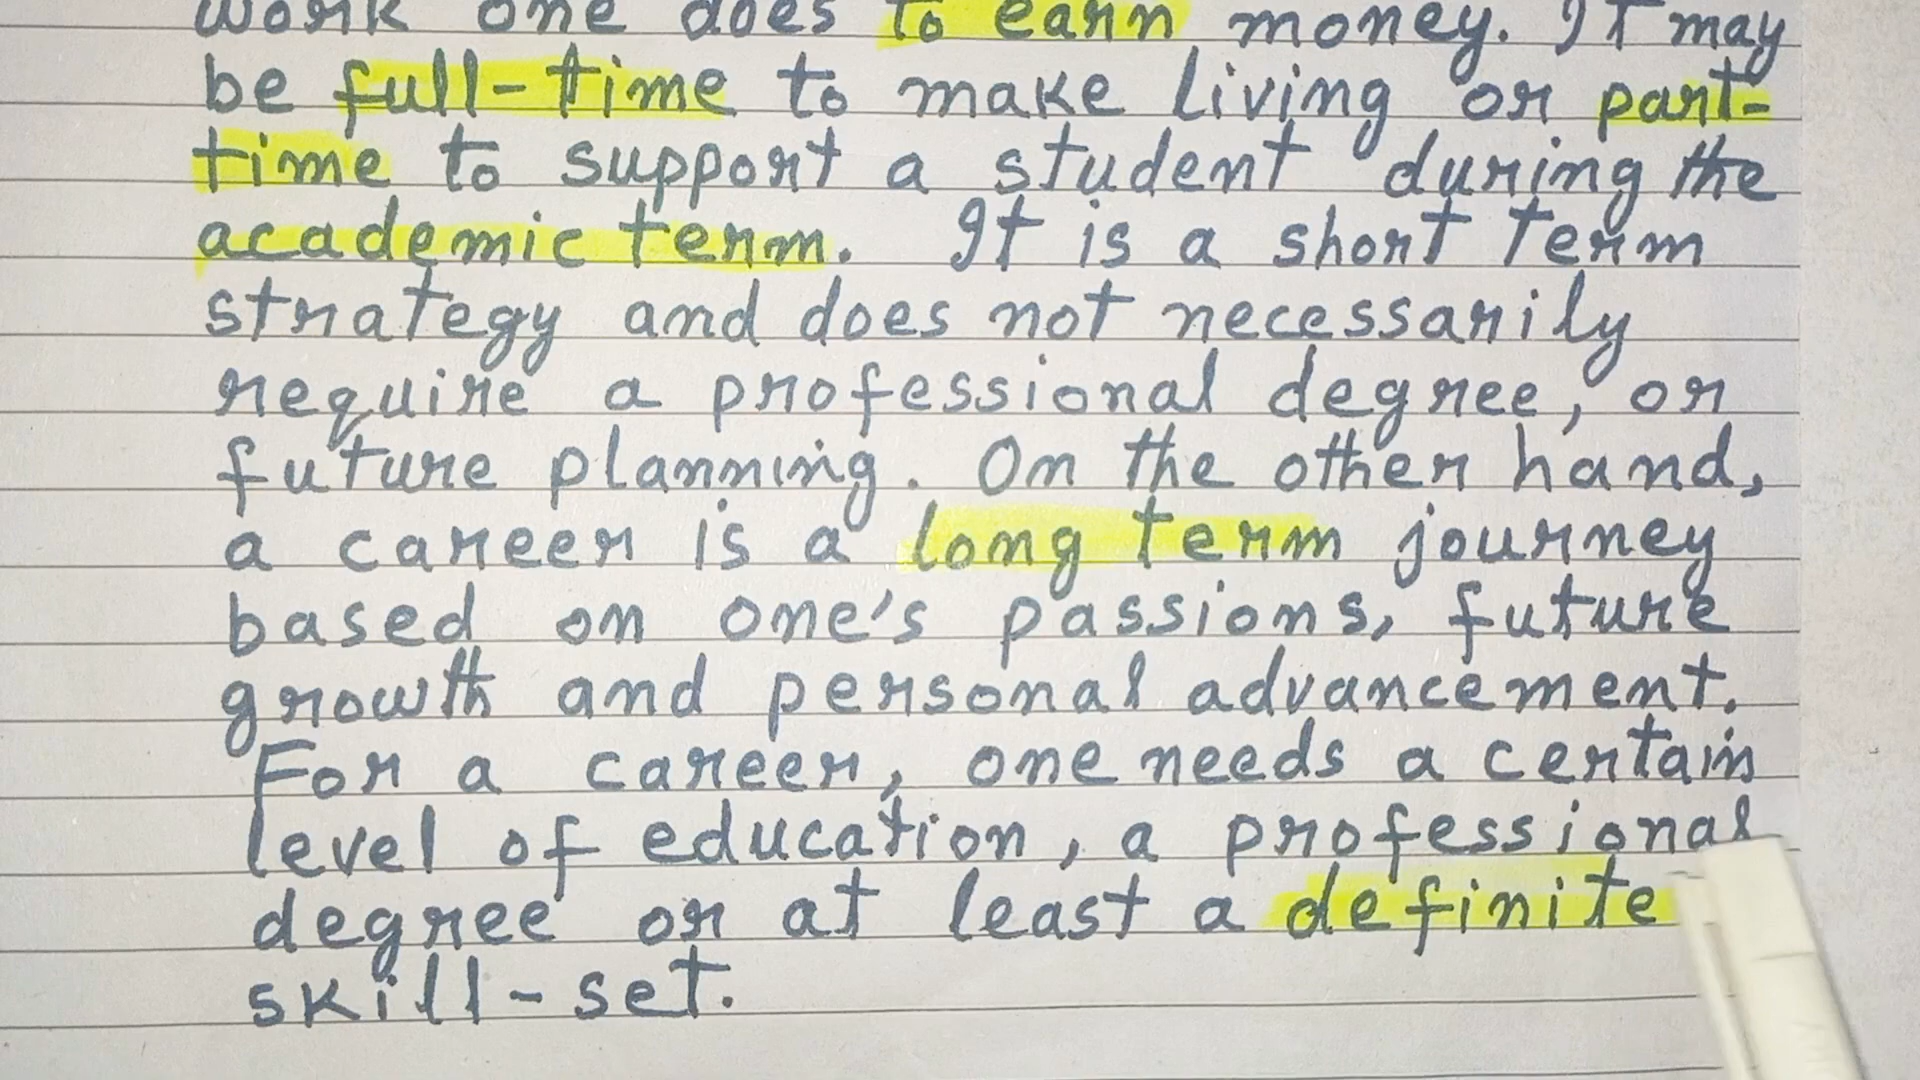 work one does to earn money. It may
be full-time to make living or part-
time to support a student during the
academic term. It is a short term
strategy and does not necessarily
require a professional degree, or
future planning. On the other hand,
a career is a long term journey
based on one's passions, future
growth and personal advancement.
For a career, one needs a certain
level of education, a professional
degree or at least a definite
skill-set.